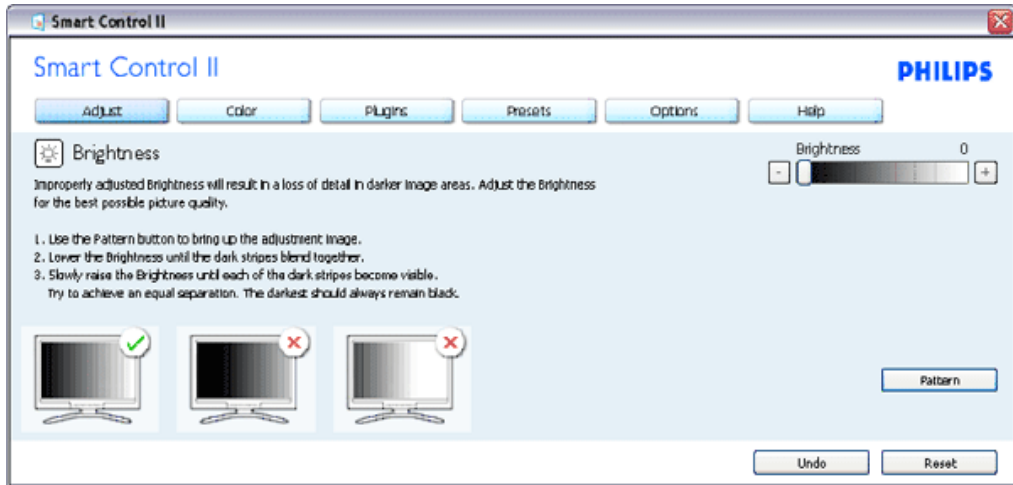 Smart Control II
Smart Control II
PHILIPS
Adjust Color Plugins Presets Options Help
Brightness
Brightness 0
- +
Improperly adjusted Brightness will result in a loss of detail in darker image areas. Adjust the Brightness
for the best possible picture quality.
1. Use the Pattern button to bring up the adjustment image.
2. Lower the Brightness until the dark stripes blend together.
3. Slowly raise the Brightness until each of the dark stripes become visible.
Try to achieve an equal separation. The darkest should always remain black.
Pattern
Undo Reset